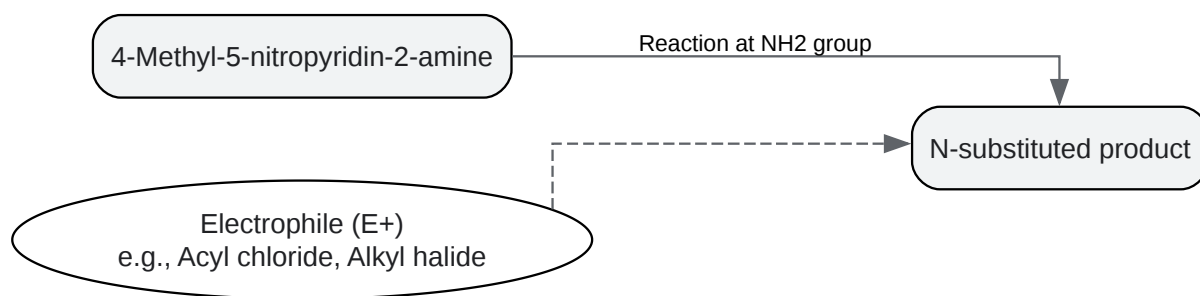 4-Methyl-5-nitropyridin-2-amine
Reaction at NH2 group
N-substituted product
Electrophile (E+)
e.g., Acyl chloride, Alkyl halide